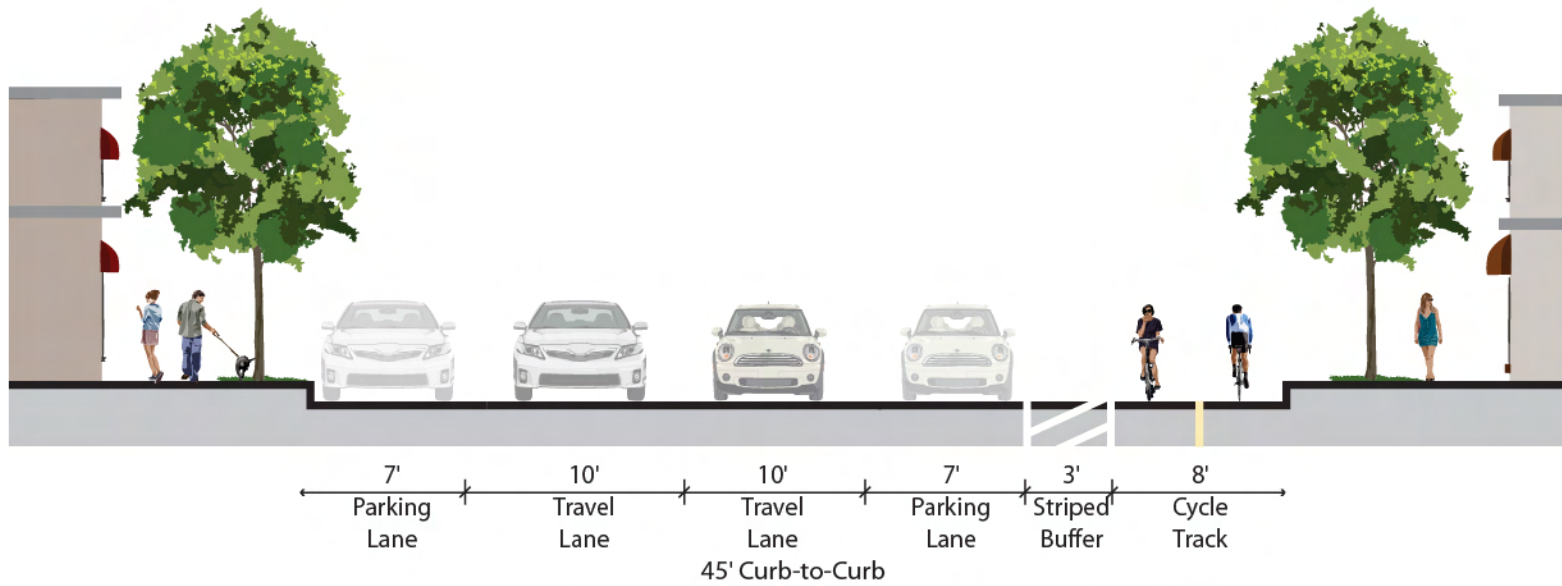 7' 10' 10' 7' 3' 8'
Parking Travel Travel Parking Striped Cycle
Lane Lane Lane Lane Buffer Track
45' Curb-to-Curb